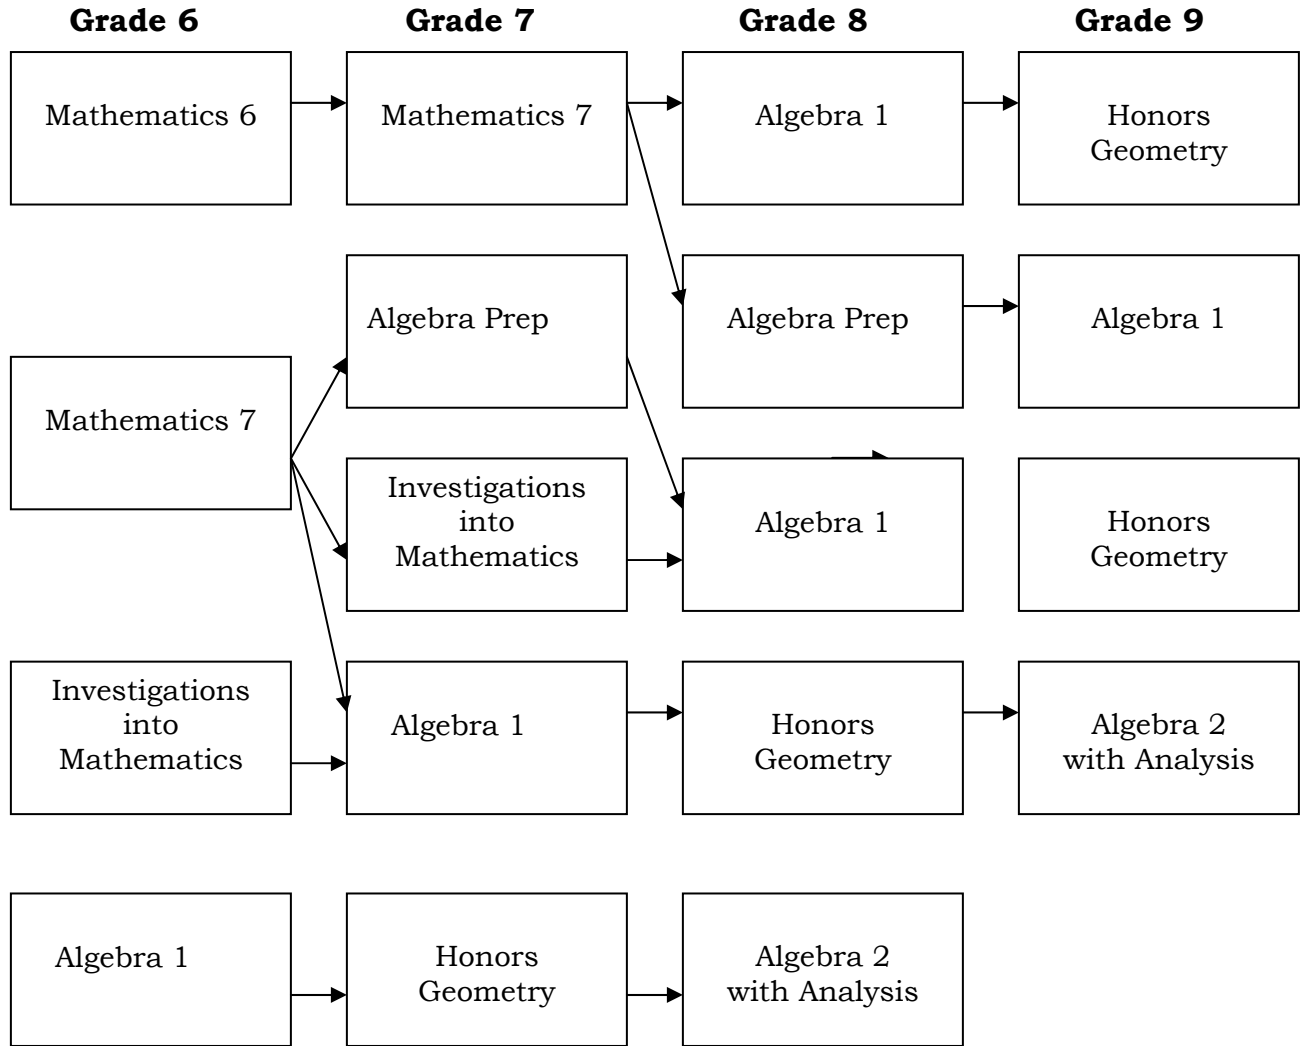 Grade 6
Grade 7
Grade 8
Grade 9
Mathematics 6
Mathematics 7
Algebra 1
Honors
Geometry
Algebra Prep
Algebra Prep
Algebra 1
Mathematics 7
Investigations
into
Mathematics
Algebra 1
Honors
Geometry
Investigations
into
Mathematics
Algebra 1
Honors
Geometry
Algebra 2
with Analysis
Algebra 1
Honors
Geometry
Algebra 2
with Analysis